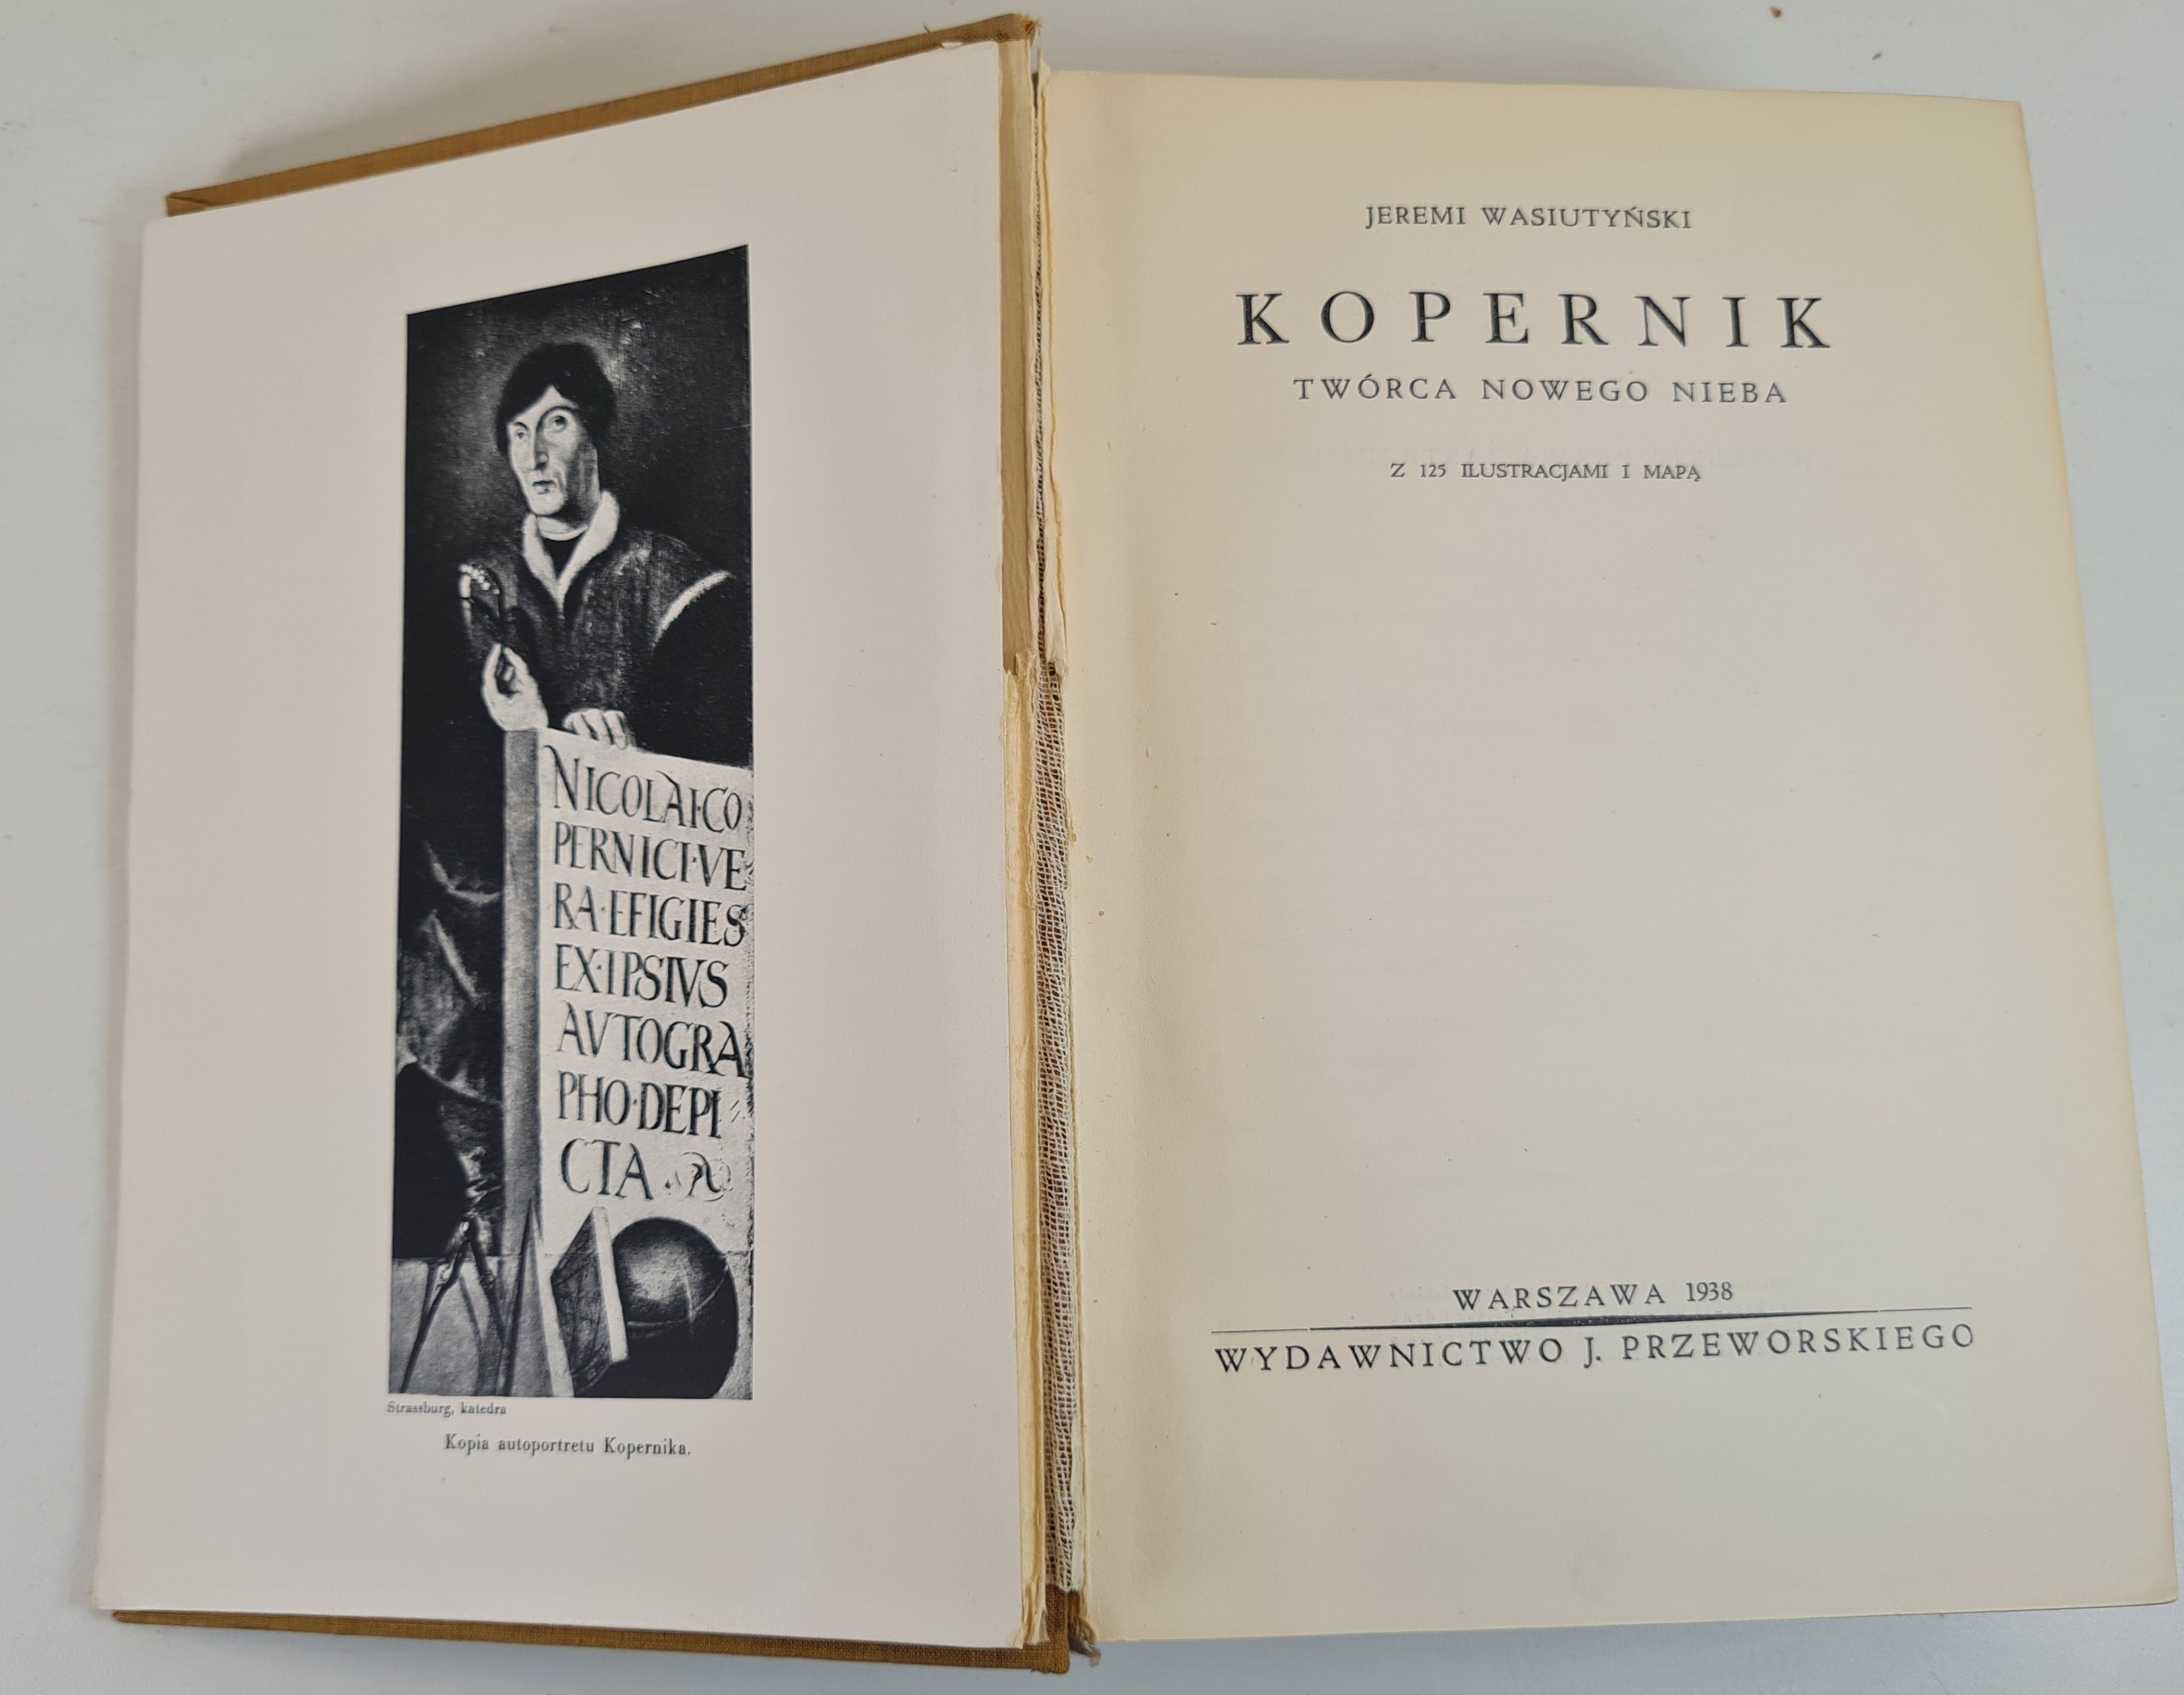 NICOLAI·CO
PERNICI·VE
RA·EFIGIES
EX·IPSIVS
AVTOGRA
PHO·DEPI
CTA.
Strassburg, katedra
Kopia autoportretu Kopernika.
JEREMI WASIUTYŃSKI
KOPERNIK
TWÓRCA NOWEGO NIEBA
Z 125 ILUSTRACJAMI I MAPĄ
WARSZAWA 1938
WYDAWNICTWO J. PRZEWORSKIEGO